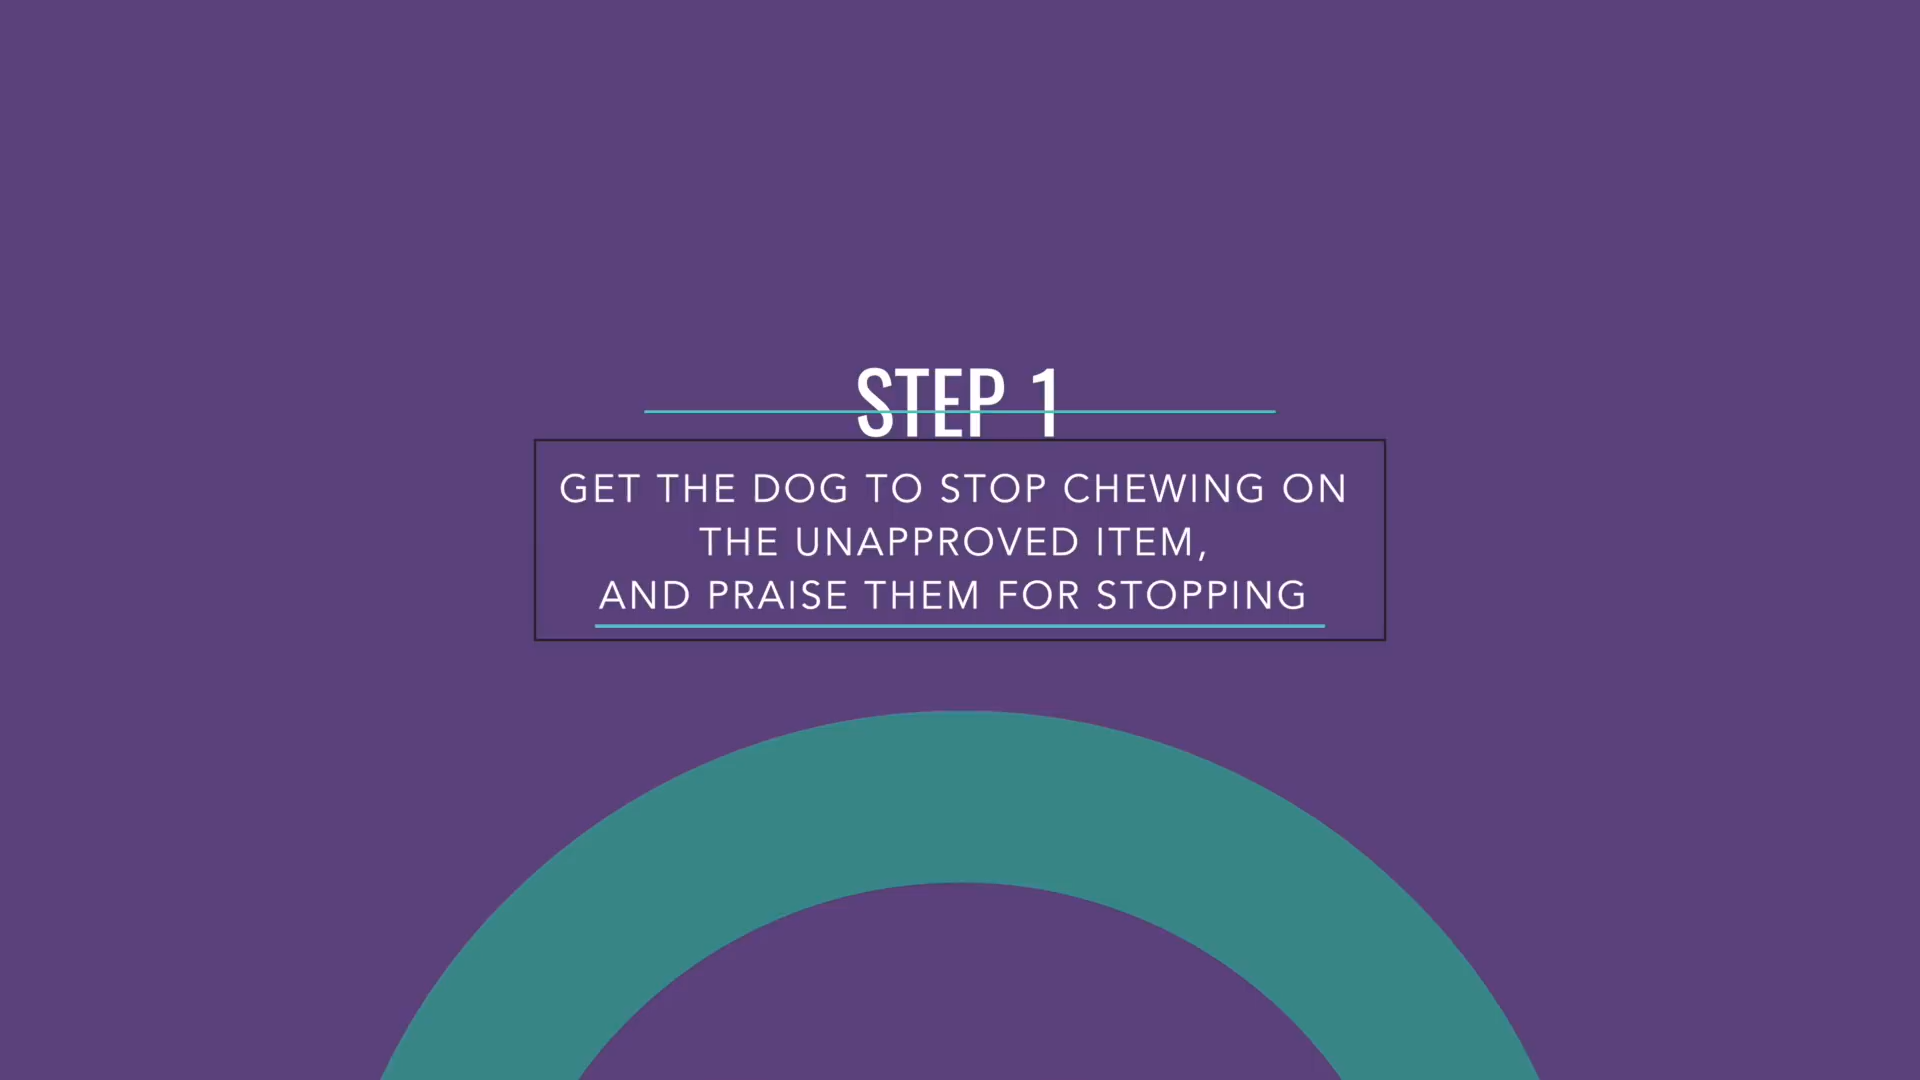 STEP 1
GET THE DOG TO STOP CHEWING ON
THE UNAPPROVED ITEM,
AND PRAISE THEM FOR STOPPING